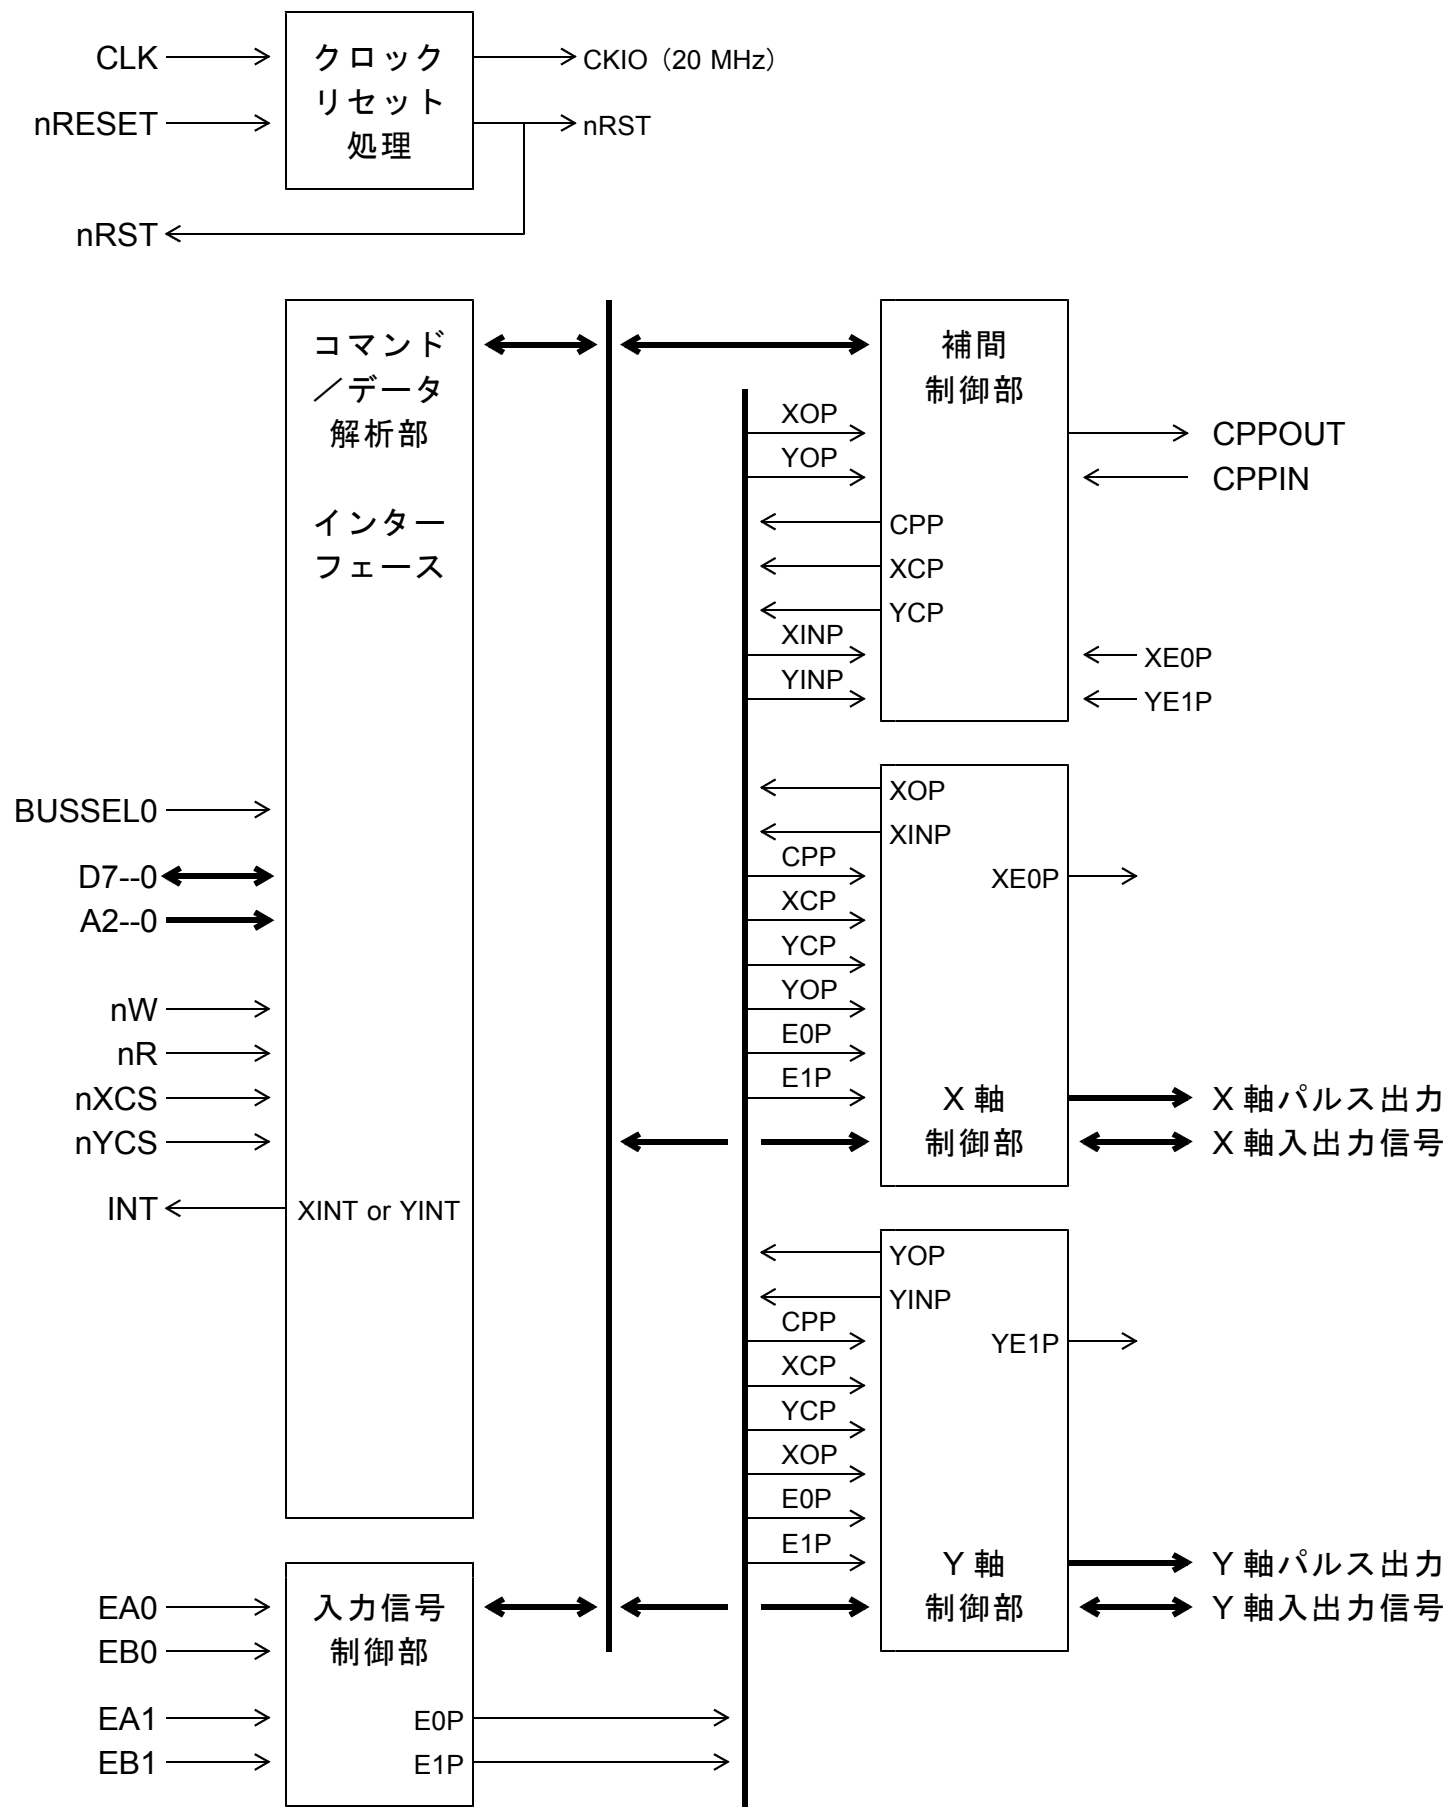 CLK
クロック
リセット
処理
CKIO（20 MHz）
nRESET
nRST
nRST
コマンド
／データ
解析部
インター
フェース
補間
制御部
XOP
YOP
CPPOUT
CPPIN
CPP
XCP
YCP
XINP
YINP
XE0P
YE1P
BUSSEL0
D7--0
A2--0
nW
nR
nXCS
nYCS
INT
XINT or YINT
XOP
XINP
CPP
XE0P
XCP
YCP
YOP
E0P
E1P
X 軸
制御部
X 軸パルス出力
X 軸入出力信号
YOP
YINP
CPP
YE1P
XCP
YCP
XOP
E0P
E1P
Y 軸
制御部
Y 軸パルス出力
Y 軸入出力信号
EA0
EB0
EA1
EB1
入力信号
制御部
E0P
E1P